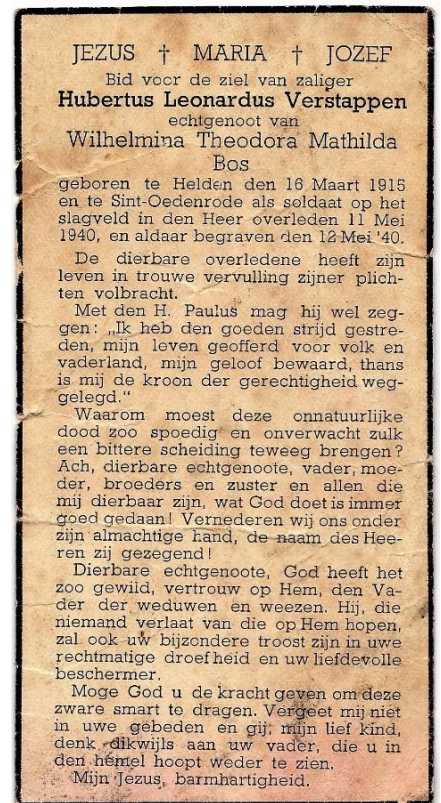 JEZUS † MARIA † JOZEF
Bid voor de ziel van zaliger
Hubertus Leonardus Verstappen
echtgenoot van
Wilhelmina Theodora Mathilda
Bos
geboren te Helden den 16 Maart 1915
en te Sint-Oedenrode als soldaat op het
slagveld in den Heer overleden 11 Mei
1940, en aldaar begraven den 12 Mei '40.
De dierbare overledene heeft zijn
leven in trouwe vervulling zijner plich-
ten volbracht.
Met den H. Paulus mag hij wel zeg-
gen: „Ik heb den goeden strijd gestre-
den, mijn leven geofferd voor volk en
vaderland, mijn geloof bewaard, thans
is mij de kroon der gerechtigheid weg-
gelegd."
Waarom moest deze onnatuurlijke
dood zoo spoedig en onverwacht zulk
een bittere scheiding teweeg brengen?
Ach, dierbare echtgenoote, vader, moe-
der, broeders en zuster en allen die
mij dierbaar zijn, wat God doet is immer
goed gedaan! Vernederen wij ons onder
zijn almachtige hand, de naam des Hee-
ren zij gezegend!
Dierbare echtgenoote, God heeft het
zoo gewild, vertrouw op Hem, den Va-
der der weduwen en weezen. Hij, die
niemand verlaat van die op Hem hopen,
zal ook uw bijzondere troost zijn in uwe
rechtmatige droefheid en uw liefdevolle
beschermer.
Moge God u de kracht geven om deze
zware smart te dragen. Vergeet mij niet
in uwe gebeden en gij, mijn lief kind,
denk dikwijls aan uw vader, die u in
den hemel hoopt weder te zien.
Mijn Jezus, barmhartigheid.